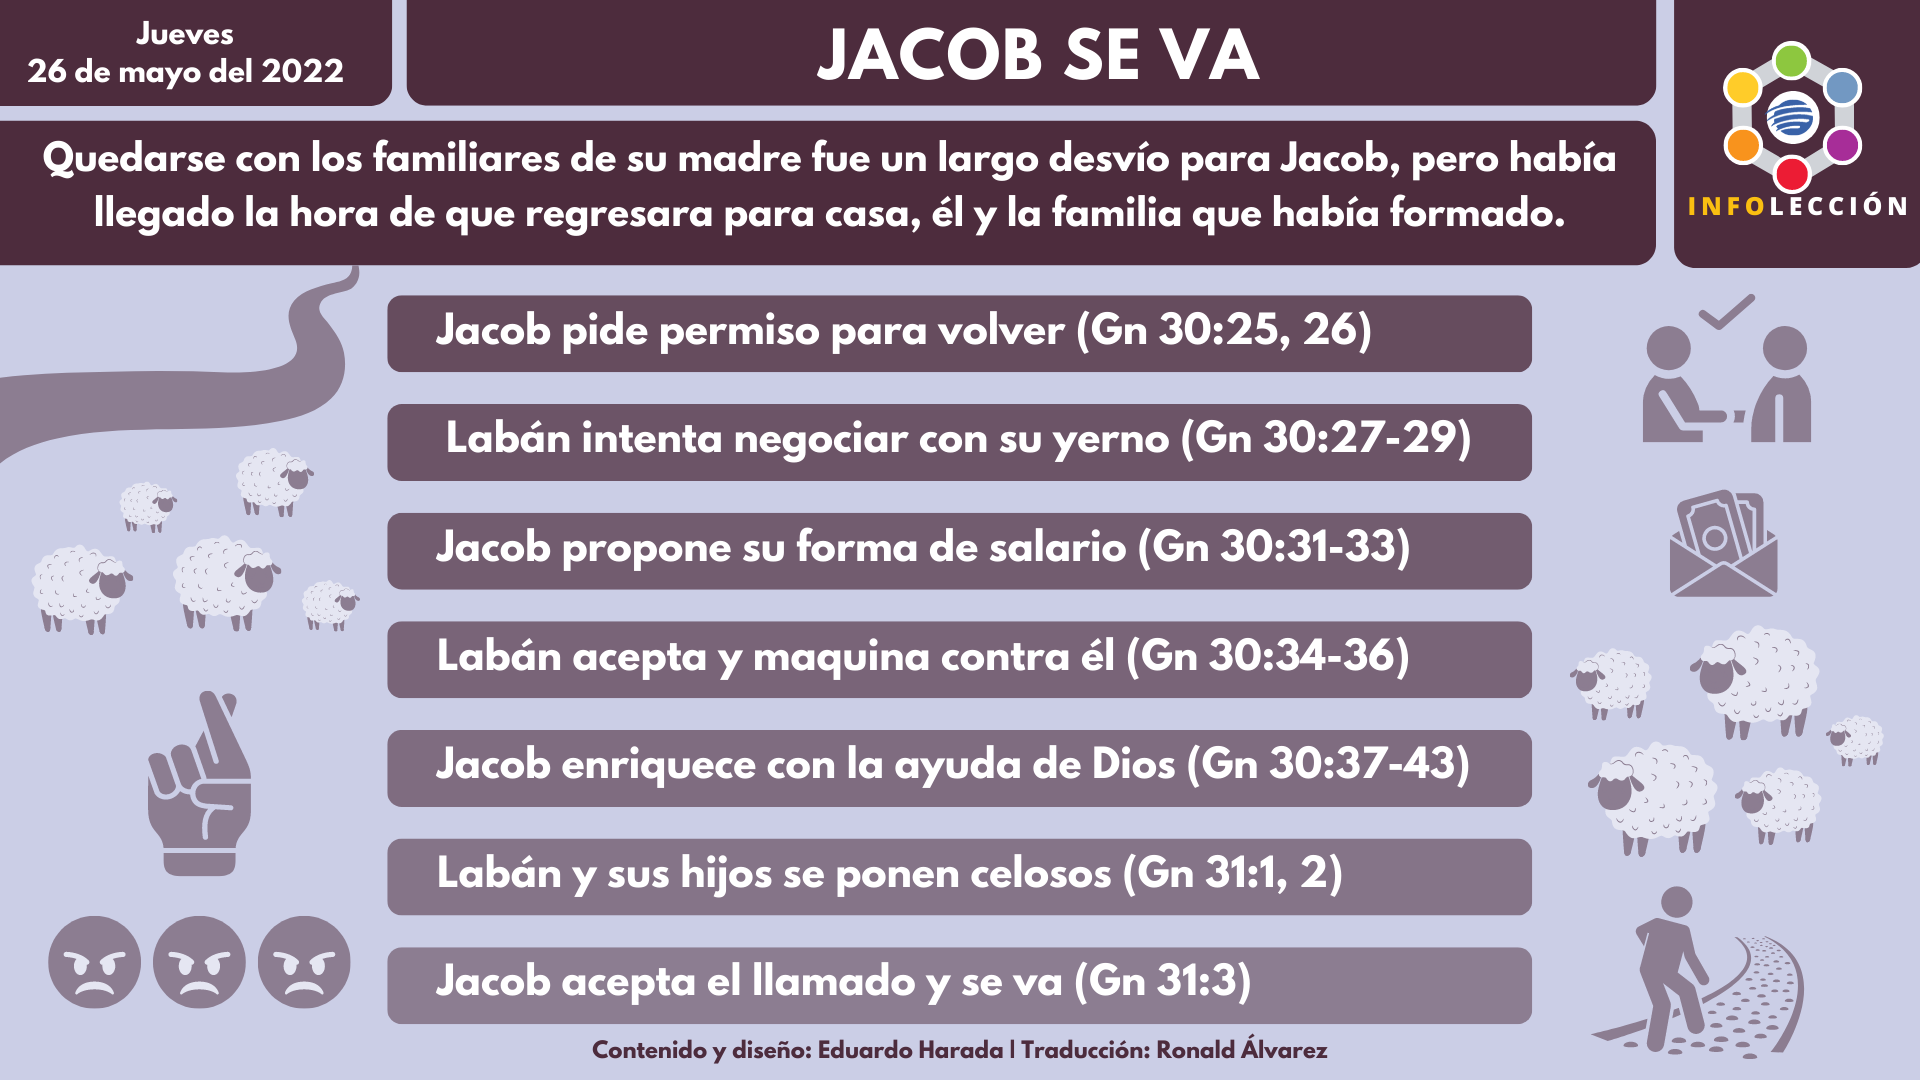 Jueves
26 de mayo del 2022
JACOB SE VA
INFOLECCIÓN
Quedarse con los familiares de su madre fue un largo desvío para Jacob, pero había
llegado la hora de que regresara para casa, él y la familia que había formado.
Jacob pide permiso para volver (Gn 30:25, 26)
Labán intenta negociar con su yerno (Gn 30:27-29)
Jacob propone su forma de salario (Gn 30:31-33)
Labán acepta y maquina contra él (Gn 30:34-36)
Jacob enriquece con la ayuda de Dios (Gn 30:37-43)
Labán y sus hijos se ponen celosos (Gn 31:1, 2)
Jacob acepta el llamado y se va (Gn 31:3)
Contenido y diseño: Eduardo Harada | Traducción: Ronald Álvarez